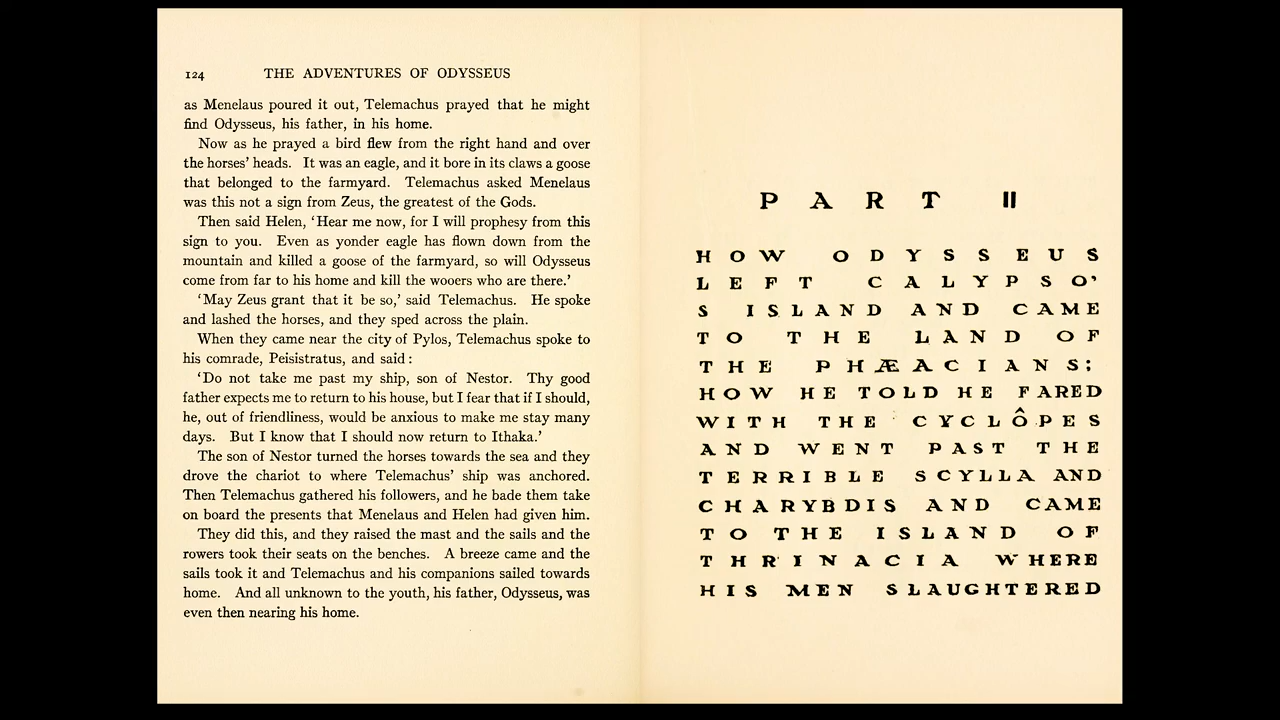 124 THE ADVENTURES OF ODYSSEUS
as Menelaus poured it out, Telemachus prayed that he might
find Odysseus, his father, in his home.
Now as he prayed a bird flew from the right hand and over
the horses' heads. It was an eagle, and it bore in its claws a goose
that belonged to the farmyard. Telemachus asked Menelaus
was this not a sign from Zeus, the greatest of the Gods.
Then said Helen, 'Hear me now, for I will prophesy from this
sign to you. Even as yonder eagle has flown down from the
mountain and killed a goose of the farmyard, so will Odysseus
come from far to his home and kill the wooers who are there.'
'May Zeus grant that it be so,' said Telemachus. He spoke
and lashed the horses, and they sped across the plain.
When they came near the city of Pylos, Telemachus spoke to
his comrade, Peisistratus, and said:
'Do not take me past my ship, son of Nestor. Thy good
father expects me to return to his house, but I fear that if I should,
he, out of friendliness, would be anxious to make me stay many
days. But I know that I should now return to Ithaka.'
The son of Nestor turned the horses towards the sea and they
drove the chariot to where Telemachus' ship was anchored.
Then Telemachus gathered his followers, and he bade them take
on board the presents that Menelaus and Helen had given him.
They did this, and they raised the mast and the sails and the
rowers took their seats on the benches. A breeze came and the
sails took it and Telemachus and his companions sailed towards
home. And all unknown to the youth, his father, Odysseus, was
even then nearing his home.
PART II
HOW ODYSSEUS
LEFT CALYPSO'
S ISLAND AND CAME
TO THE LAND OF
THE PHÆACIANS:
HOW HE TOLD HE FARED
WITH THE CYCLÔPES
AND WENT PAST THE
TERRIBLE SCYLLA AND
CHARYBDIS AND CAME
TO THE ISLAND OF
THRINACIA WHERE
HIS MEN SLAUGHTERED